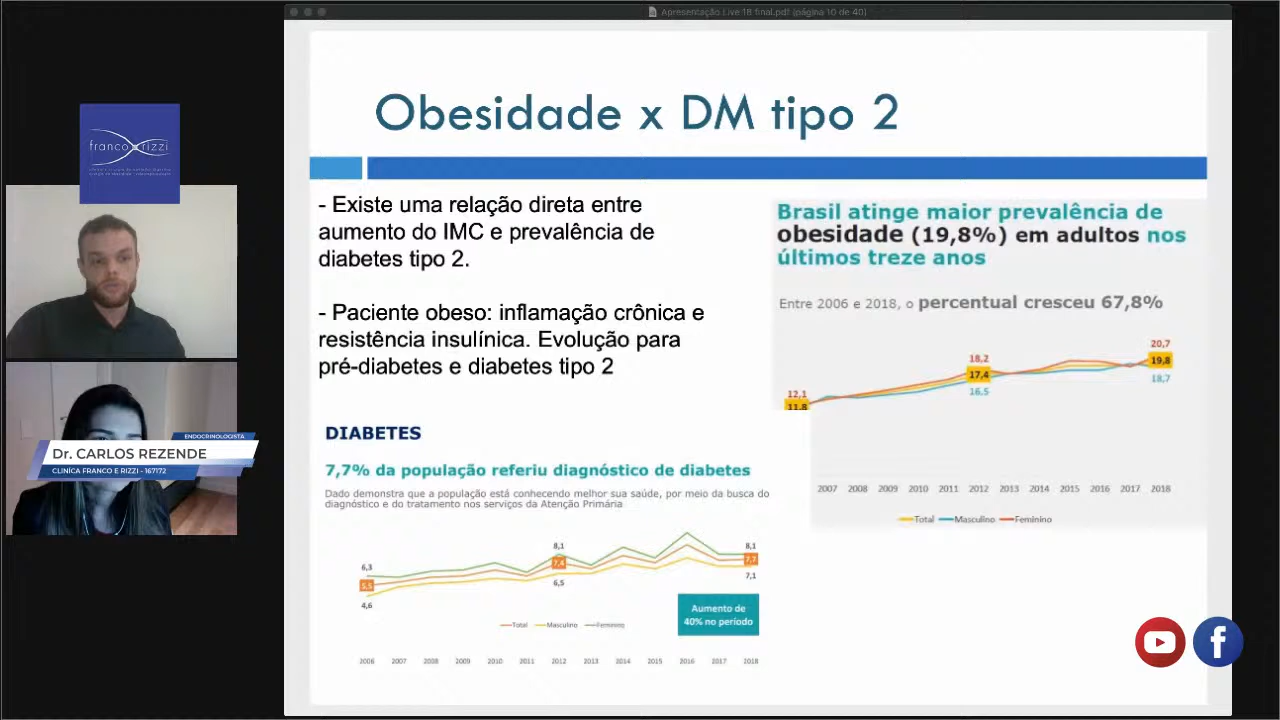 Apresentação Live 18 final.pdf (página 10 de 40)
franco rizzi
Obesidade x DM tipo 2
- Existe uma relação direta entre
aumento do IMC e prevalência de
diabetes tipo 2.
- Paciente obeso: inflamação crônica e
resistência insulínica. Evolução para
pré-diabetes e diabetes tipo 2
Brasil atinge maior prevalência de
obesidade (19,8%) em adultos nos
últimos treze anos
Entre 2006 e 2018, o percentual cresceu 67,8%
20,7
18,2
19,8
17,4
18,7
16,5
12,1
11,8
2007 2008 2009 2010 2011 2012 2013 2014 2015 2016 2017 2018
Total Masculino Feminino
DIABETES
7,7% da população referiu diagnóstico de diabetes
Dado demonstra que a população está conhecendo melhor sua saúde, por meio da busca do
diagnóstico e do tratamento nos serviços da Atenção Primária
8,1 8,1
7,4 7,7
6,3
6,5 7,1
5,5
4,6
Aumento de
40% no período
Total Masculino Feminino
2006 2007 2008 2009 2010 2011 2012 2013 2014 2015 2016 2017 2018
ENDOCRINOLOGISTA
Dr. CARLOS REZENDE
CLINÍCA FRANCO E RIZZI - 167172
f